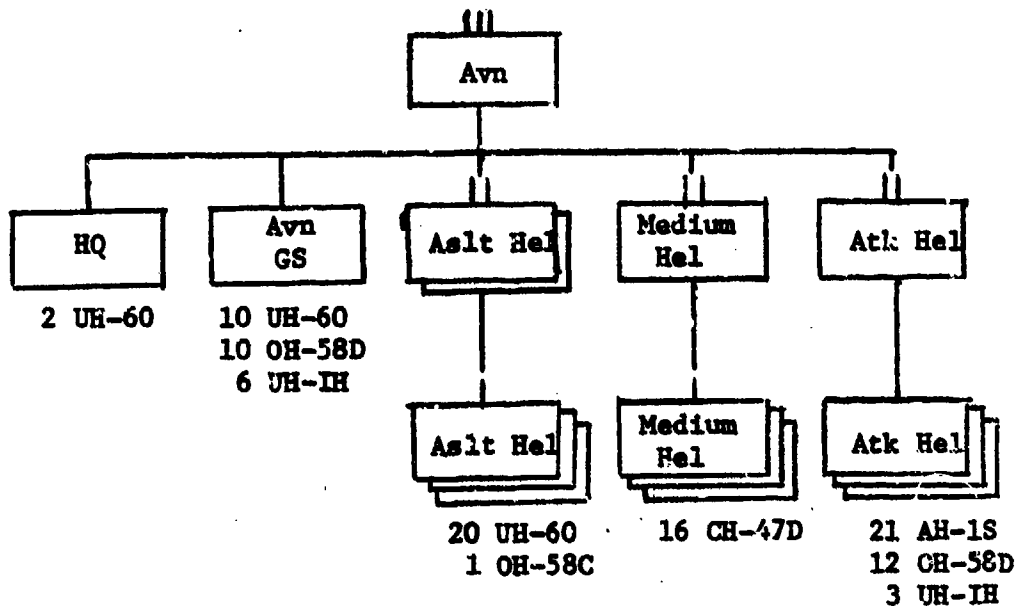 Avn
HQ
Avn
GS
Aslt Hel
Medium
Hel
Atk Hel
2 UH-60
10 UH-60
10 OH-58D
6 UH-IH
Aslt Hel
Medium
Hel
Atk Hel
20 UH-60
1 OH-58C
16 CH-47D
21 AH-1S
12 OH-58D
3 UH-IH